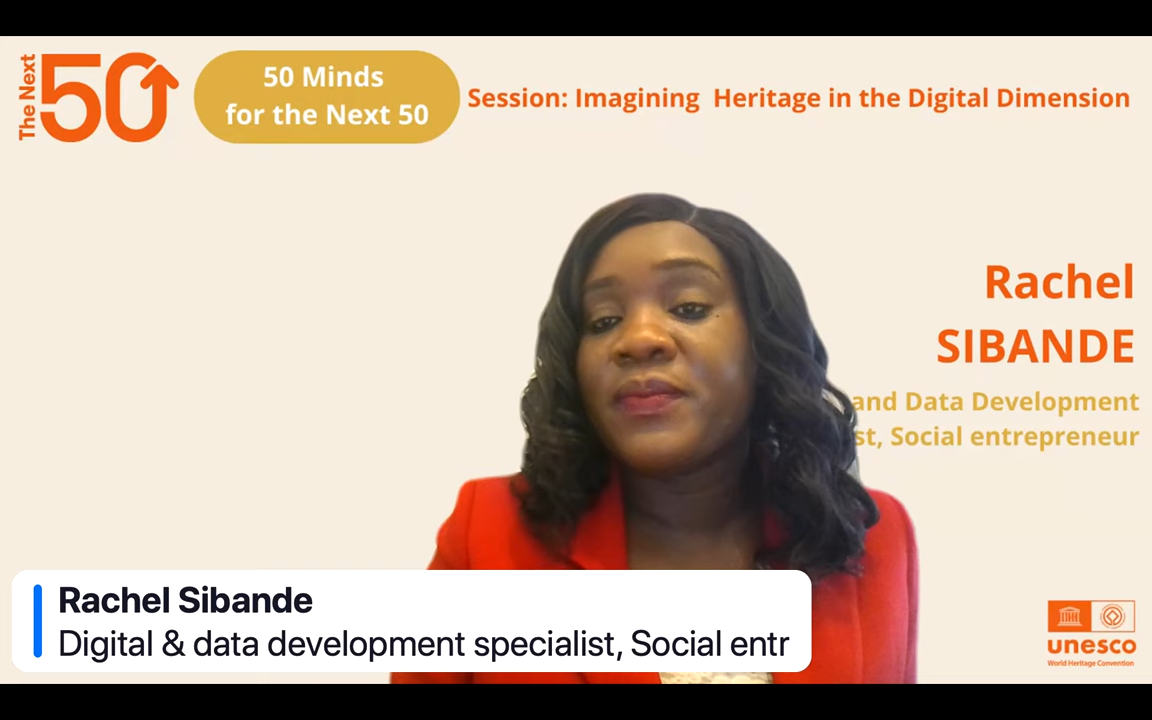 The Next
50
50 Minds
for the Next 50
Session: Imagining Heritage in the Digital Dimension
Rachel
SIBANDE
and Data Development
st, Social entrepreneur
Rachel Sibande
Digital & data development specialist, Social entr
unesco
World Heritage Convention